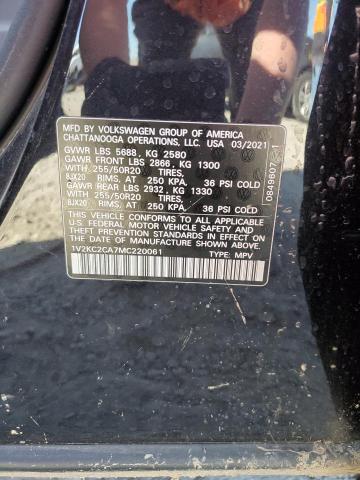 MFD. BY VOLKSWAGEN GROUP OF AMERICA
CHATTANOOGA OPERATIONS, LLC. USA 03/2021
GVWR LBS 5688, KG 2580
GAWR FRONT LBS 2866, KG 1300
WITH 255/50R20 TIRES,
8JX20 RIMS, AT 250 KPA, 36 PSI COLD
GAWR REAR LBS 2932, KG 1330
WITH 255/50R20 TIRES,
8JX20 RIMS, AT 250 KPA, 36 PSI COLD
THIS VEHICLE CONFORMS TO ALL APPLICABLE U.S.
FEDERAL MOTOR VEHICLE SAFETY AND THEFT
PREVENTION STANDARDS IN EFFECT ON THE DATE OF
MANUFACTURE SHOWN ABOVE.
1V2KC2CA7MC220061 TYPE: MPV
0849607